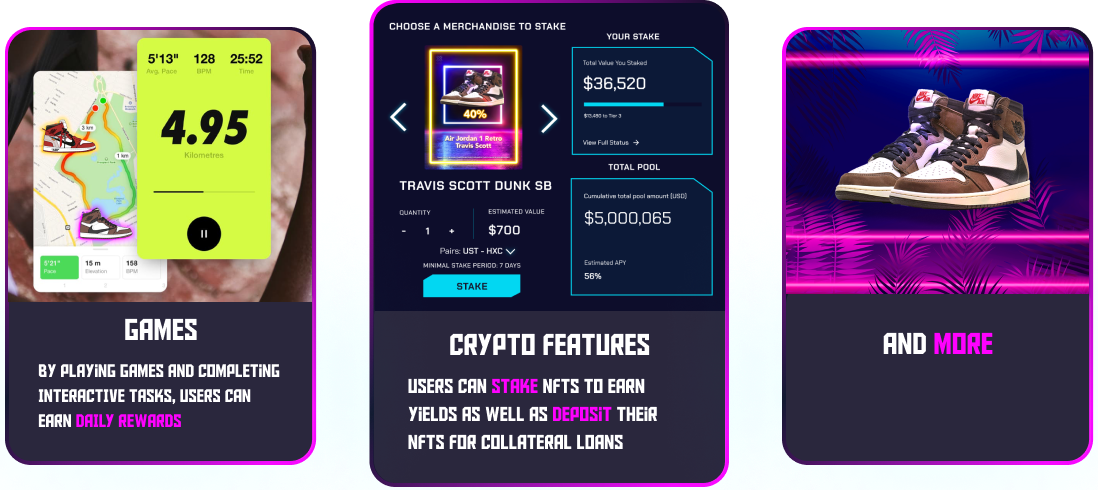 5'13" 128 25:52
Avg. Pace BPM Time
4.95
Kilometres
2 km
1 km
5'21" 15 m 158
Pace Elevation BPM
GAMES
BY PLAYING GAMES AND COMPLETING
INTERACTIVE TASKS, USERS CAN
EARN DAILY REWARDS
CHOOSE A MERCHANDISE TO STAKE
40%
Air Jordan 1 Retro
Travis Scott
TRAVIS SCOTT DUNK SB
QUANTITY ESTIMATED VALUE
- 1 + $700
Pairs: UST - HXC
MINIMAL STAKE PERIOD: 7 DAYS
STAKE
YOUR STAKE
Total Value You Staked
$36,520
$13,480 to Tier 3
View Full Status →
TOTAL POOL
Cumulative total pool amount (USD)
$5,000,065
Estimated APY
56%
CRYPTO FEATURES
USERS CAN STAKE NFTS TO EARN
YIELDS AS WELL AS DEPOSIT THEIR
NFTS FOR COLLATERAL LOANS
AND MORE